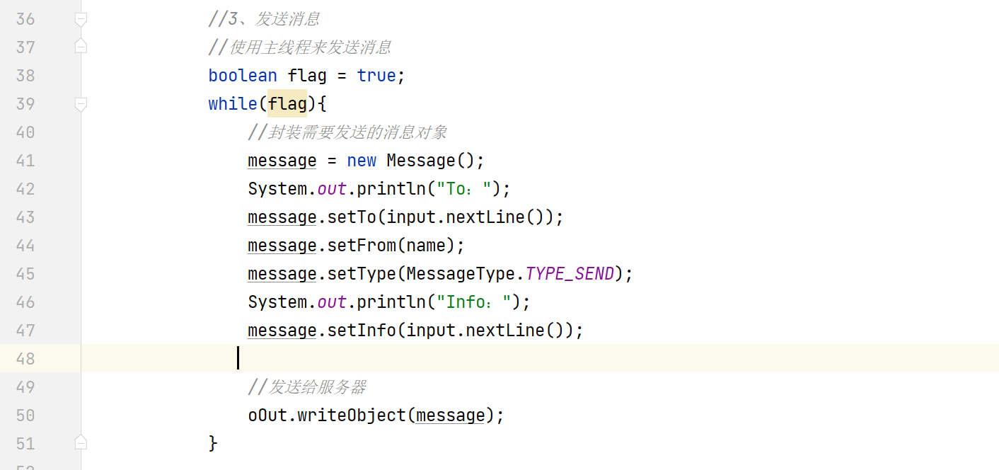 36 //3、发送消息
37 //使用主线程来发送消息
38 boolean flag = true;
39 while(flag){
40 //封装需要发送的消息对象
41 message = new Message();
42 System.out.println("To：");
43 message.setTo(input.nextLine());
44 message.setFrom(name);
45 message.setType(MessageType.TYPE_SEND);
46 System.out.println("Info：");
47 message.setInfo(input.nextLine());
48
49 //发送给服务器
50 oOut.writeObject(message);
51 }